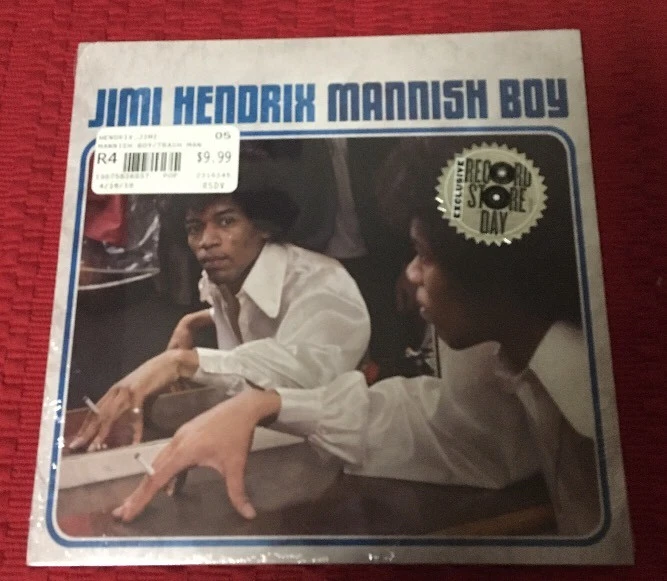 JIMI HENDRIX MANNISH BOY
HENDRIX,JIMI 05
MANNISH BOY/TRASH MAN
R4 $9.99
POP
RSDV
EXCLUSIVE
RECORD
STORE
DAY